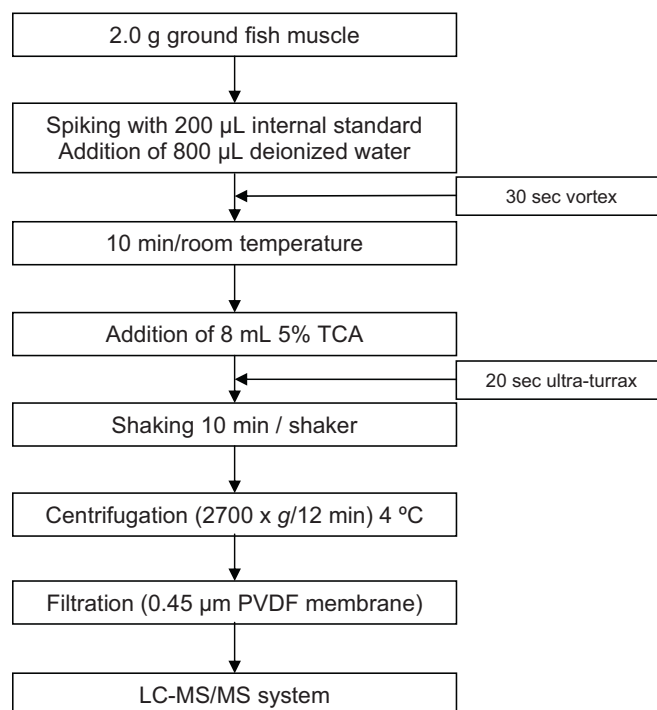 2.0 g ground fish muscle
Spiking with 200 µL internal standard
Addition of 800 µL deionized water
30 sec vortex
10 min/room temperature
Addition of 8 mL 5% TCA
20 sec ultra-turrax
Shaking 10 min / shaker
Centrifugation (2700 x g/12 min) 4 ºC
Filtration (0.45 µm PVDF membrane)
LC-MS/MS system